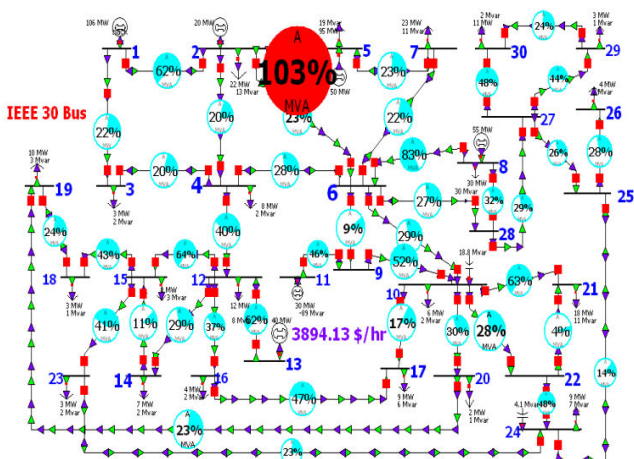 106 MW
20 MW
19 Mvar
95 MW
23 MW
11 MW
2 Mvar
11 MW
3 MW
1 Mvar
A
103%
MVA
24%
1
2
5
7
30
29
62%
22 MW
13 Mvar
50 MW
23%
48%
44%
4 MW
2 Mvar
IEEE 30 Bus
22%
20%
23%
22%
55 MW
27
26
26%
28%
10 MW
3 Mvar
20%
28%
83%
8
30 MW
30 Mvar
19
3
4
6
27%
32%
29%
25
3 MW
2 Mvar
8 MW
2 Mvar
28
24%
43%
64%
40%
9%
29%
46%
52%
18.8 Mvar
63%
18
15
12
11
9
10
21
3 MW
1 Mvar
MW
3 Mvar
12 MW
8 M
30 MW
-89 Mvar
6 MW
2 Mvar
18 MW
11 Mvar
41%
11%
29%
37%
62%
40 MW
3894.13 $/hr
17%
30%
A
28%
MVA
4%
23
14
16
13
17
20
22
14%
3 MW
2 Mvar
7 MW
2 Mvar
4 MW
2 Mvar
47%
9 MW
6 Mvar
2 MW
1 Mvar
4.1 Mvar
48%
9 MW
7 Mvar
24
A
23%
MVA
23%